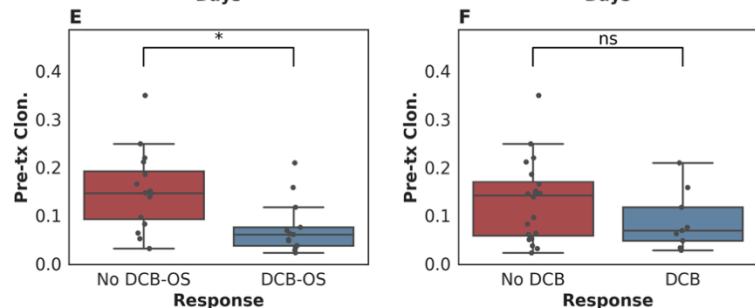 Days Days
E F
* ns
Pre-tx Clon. Pre-tx Clon.
0.4 0.4
0.3 0.3
0.2 0.2
0.1 0.1
0.0 0.0
No DCB-OS DCB-OS No DCB DCB
Response Response